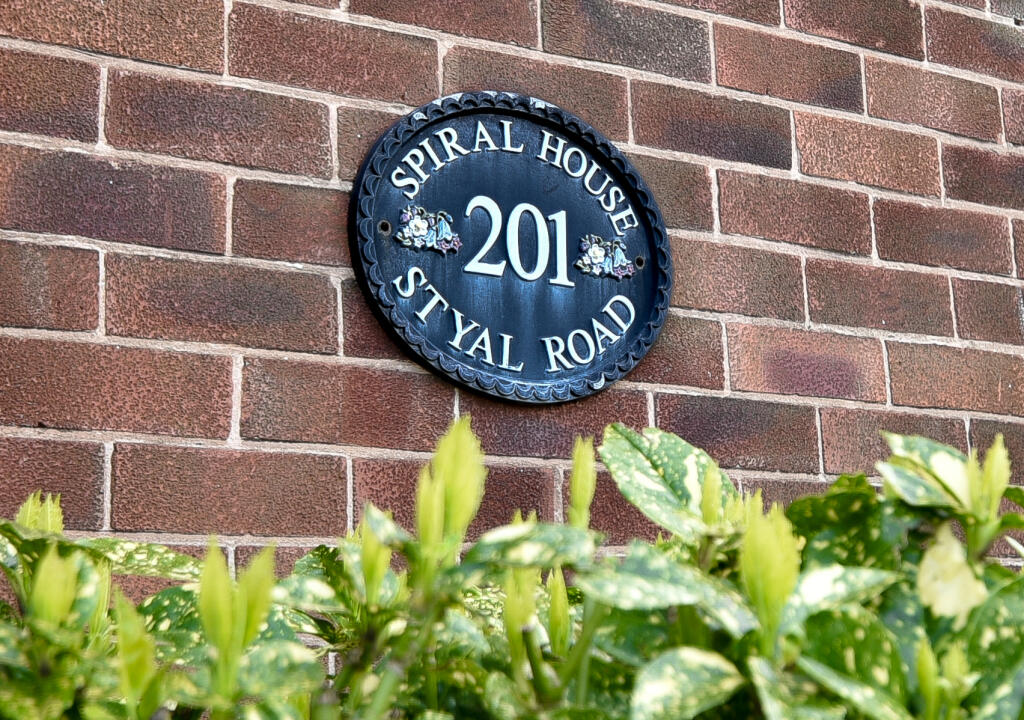 SPIRAL HOUSE
201
STYAL ROAD